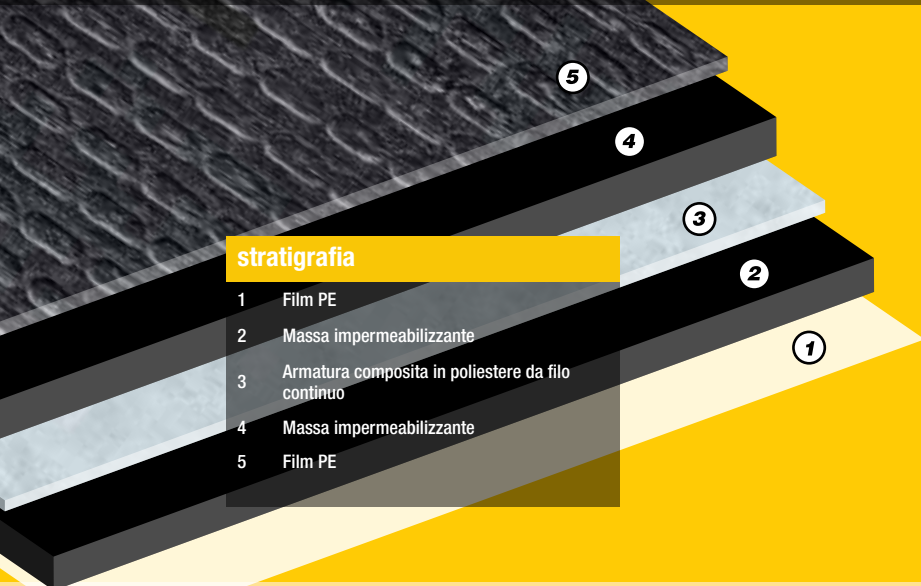 5
4
3
2
1
stratigrafia
1 Film PE
2 Massa impermeabilizzante
3 Armatura composita in poliestere da filo
continuo
4 Massa impermeabilizzante
5 Film PE